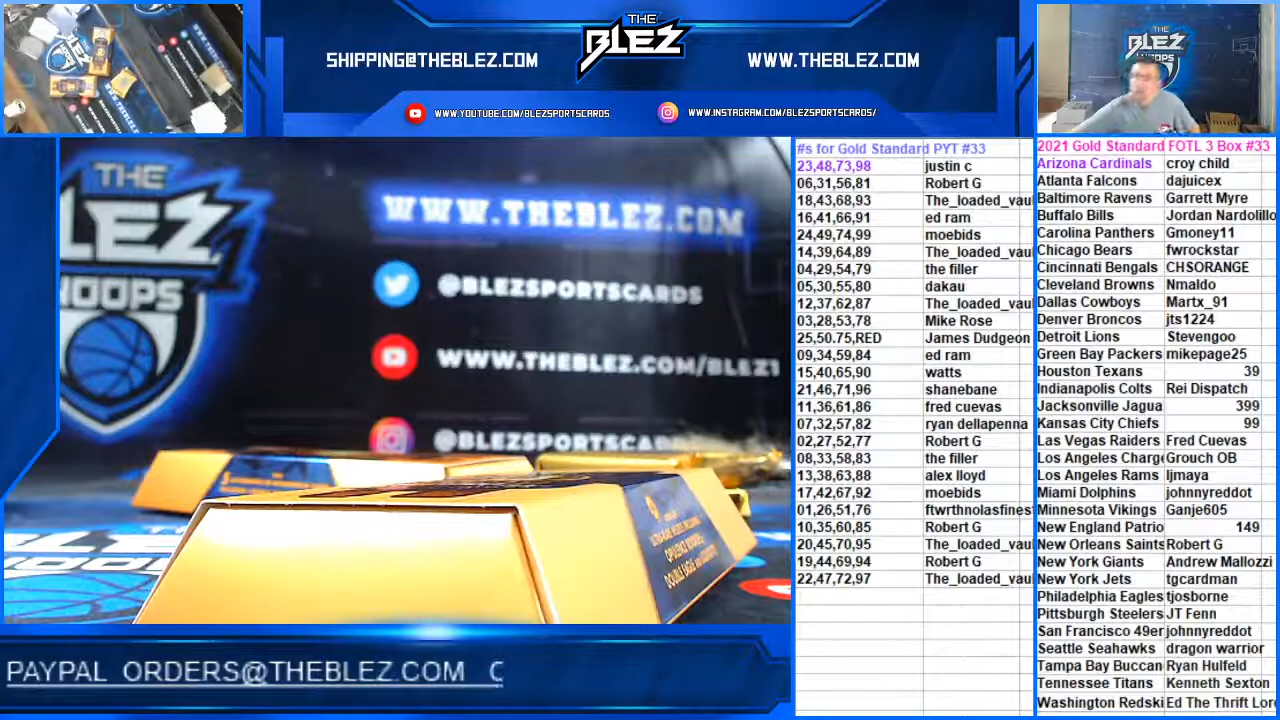 THE
BLEZ
SHIPPING@THEBLEZ.COM
WWW.THEBLEZ.COM
WWW.YOUTUBE.COM/BLEZSPORTSCARDS
WWW.INSTAGRAM.COM/BLEZSPORTSCARDS/
THE
BLEZ
THE
LEZ
HOOPS
WWW.THEBLEZ.COM
@BLEZSPORTSCARDS
WWW.THEBLEZ.COM/BLEZ1
@BLEZSPORTSCAR
OPULENCE
DOUBLE EAGLE
PAYPAL ORDERS@THEBLEZ.COM
#s for Gold Standard PYT #33
23,48,73,98 justin c
06,31,56,81 Robert G
18,43,68,93 The_loaded_vau
16,41,66,91 ed ram
24,49,74,99 moebids
14,39,64,89 The_loaded_vau
04,29,54,79 the filler
05,30,55,80 dakau
12,37,62,87 The_loaded_vau
03,28,53,78 Mike Rose
25,50.75,RED James Dudgeon
09,34,59,84 ed ram
15,40,65,90 watts
21,46,71,96 shanebane
11,36,61,86 fred cuevas
07,32,57,82 ryan dellapenna
02,27,52,77 Robert G
08,33,58,83 the filler
13,38,63,88 alex lloyd
17,42,67,92 moebids
01,26,51,76 ftwrthnolasfines
10,35,60,85 Robert G
20,45,70,95 The_loaded_vau
19,44,69,94 Robert G
22,47,72,97 The_loaded_vau
2021 Gold Standard FOTL 3 Box #33
Arizona Cardinals croy child
Atlanta Falcons dajuicex
Baltimore Ravens Garrett Myre
Buffalo Bills Jordan Nardolillo
Carolina Panthers Gmoney11
Chicago Bears fwrockstar
Cincinnati Bengals CHSORANGE
Cleveland Browns Nmaldo
Dallas Cowboys Martx_91
Denver Broncos jts1224
Detroit Lions Stevengoo
Green Bay Packers mikepage25
Houston Texans 39
Indianapolis Colts Rei Dispatch
Jacksonville Jagua 399
Kansas City Chiefs 99
Las Vegas Raiders Fred Cuevas
Los Angeles Charg Grouch OB
Los Angeles Rams ljmaya
Miami Dolphins johnnyreddot
Minnesota Vikings Ganje605
New England Patrio 149
New Orleans Saints Robert G
New York Giants Andrew Mallozzi
New York Jets tgcardman
Philadelphia Eagles tjosborne
Pittsburgh Steelers JT Fenn
San Francisco 49er johnnyreddot
Seattle Seahawks dragon warrior
Tampa Bay Buccan Ryan Hulfeld
Tennessee Titans Kenneth Sexton
Washington Redski Ed The Thrift Lor